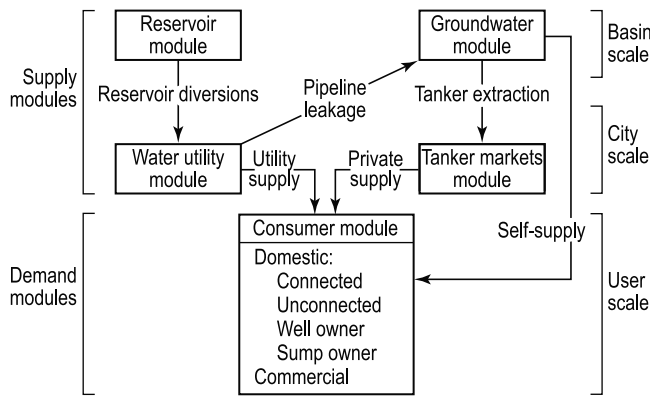 Supply
modules
Reservoir
module
Groundwater
module
Basin
scale
Reservoir diversions
Pipeline
leakage
Tanker extraction
Water utility
module
Utility
supply
Private
supply
Tanker markets
module
City
scale
Demand
modules
Consumer module
Domestic:
Connected
Unconnected
Well owner
Sump owner
Commercial
Self-supply
User
scale